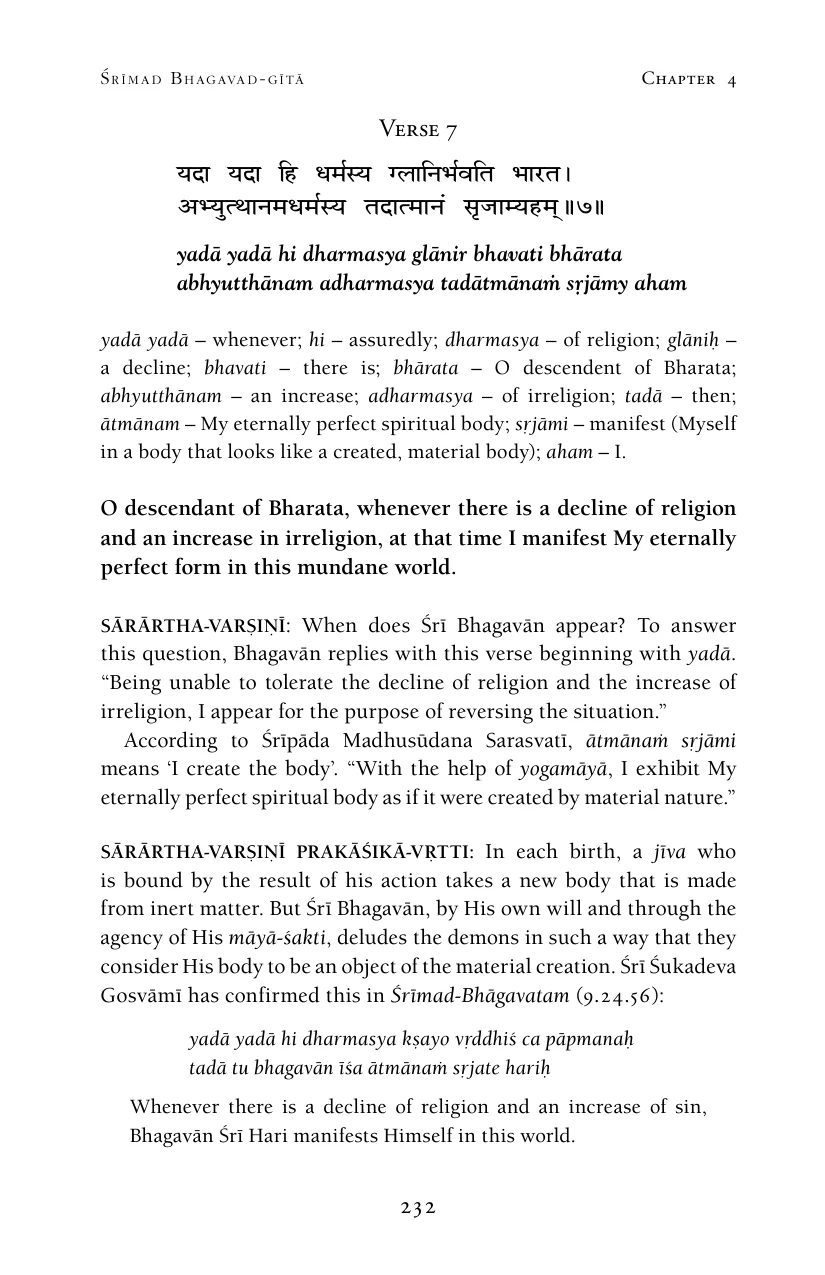 Śrīmad Bhagavad-gītā Chapter 4
Verse 7
यदा यदा हि धर्मस्य ग्लानिर्भवति भारत।
अभ्युत्थानमधर्मस्य तदात्मानं सृजाम्यहम्॥७॥
yadā yadā hi dharmasya glānir bhavati bhārata
abhyutthānam adharmasya tadātmānaṁ sṛjāmy aham
yadā yadā – whenever; hi – assuredly; dharmasya – of religion; glāniḥ –
a decline; bhavati – there is; bhārata – O descendent of Bharata;
abhyutthānam – an increase; adharmasya – of irreligion; tadā – then;
ātmānam – My eternally perfect spiritual body; sṛjāmi – manifest (Myself
in a body that looks like a created, material body); aham – I.
O descendant of Bharata, whenever there is a decline of religion
and an increase in irreligion, at that time I manifest My eternally
perfect form in this mundane world.
SĀRĀRTHA-VARṢIṆĪ: When does Śrī Bhagavān appear? To answer
this question, Bhagavān replies with this verse beginning with yadā.
“Being unable to tolerate the decline of religion and the increase of
irreligion, I appear for the purpose of reversing the situation.”
According to Śrīpāda Madhusūdana Sarasvatī, ātmānaṁ sṛjāmi
means ‘I create the body’. “With the help of yogamāyā, I exhibit My
eternally perfect spiritual body as if it were created by material nature.”
SĀRĀRTHA-VARṢIṆĪ PRAKĀŚIKĀ-VṚTTI: In each birth, a jīva who
is bound by the result of his action takes a new body that is made
from inert matter. But Śrī Bhagavān, by His own will and through the
agency of His māyā-śakti, deludes the demons in such a way that they
consider His body to be an object of the material creation. Śrī Śukadeva
Gosvāmī has confirmed this in Śrīmad-Bhāgavatam (9.24.56):
yadā yadā hi dharmasya kṣayo vṛddhiś ca pāpmanaḥ
tadā tu bhagavān īśa ātmānaṁ sṛjate hariḥ
Whenever there is a decline of religion and an increase of sin,
Bhagavān Śrī Hari manifests Himself in this world.
232